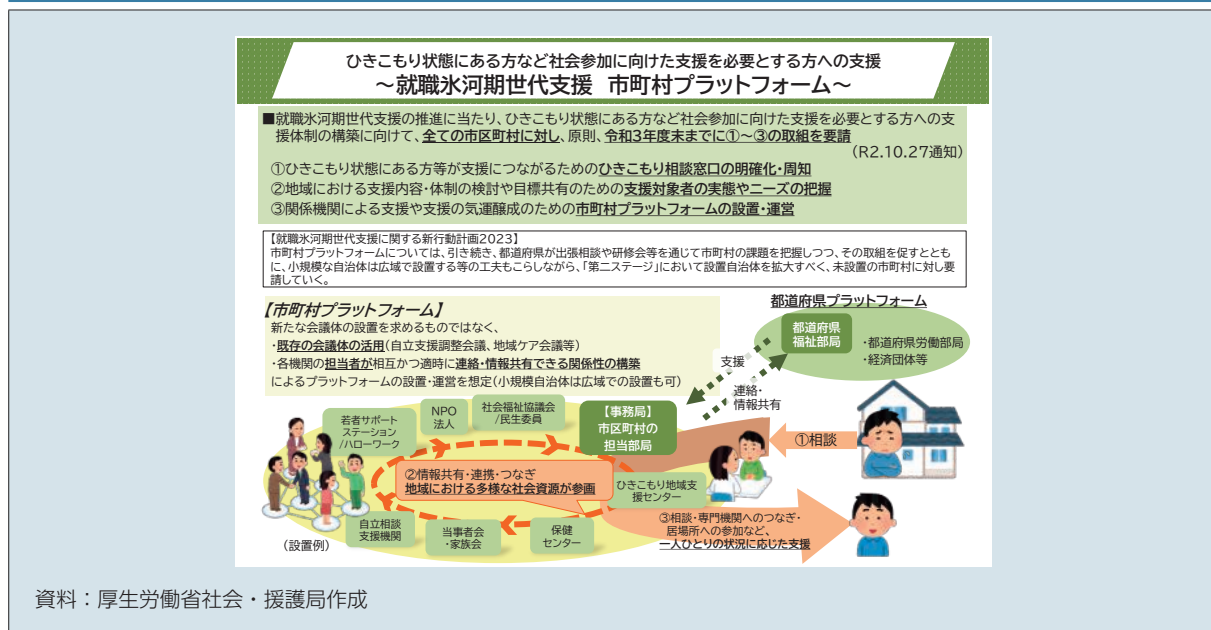 ひきこもり状態にある方など社会参加に向けた支援を必要とする方への支援
～就職氷河期世代支援 市町村プラットフォーム～
■就職氷河期世代支援の推進に当たり、ひきこもり状態にある方など社会参加に向けた支援を必要とする方への支
援体制の構築に向けて、全ての市区町村に対し、原則、令和3年度末までに①～③の取組を要請
(R2.10.27通知)
①ひきこもり状態にある方等が支援につながるためのひきこもり相談窓口の明確化・周知
②地域における支援内容・体制の検討や目標共有のための支援対象者の実態やニーズの把握
③関係機関による支援や支援の気運醸成のための市町村プラットフォームの設置・運営
【就職氷河期世代支援に関する新行動計画2023】
市町村プラットフォームについては、引き続き、都道府県が出張相談や研修会等を通じて市町村の課題を把握しつつ、その取組を促すととも
に、小規模な自治体は広域で設置する等の工夫もこらしながら、「第二ステージ」において設置自治体を拡大すべく、未設置の市町村に対し要
請していく。
【市町村プラットフォーム】
新たな会議体の設置を求めるものではなく、
・既存の会議体の活用(自立支援調整会議、地域ケア会議等)
・各機関の担当者が相互かつ適時に連絡・情報共有できる関係性の構築
によるプラットフォームの設置・運営を想定(小規模自治体は広域での設置も可)
都道府県プラットフォーム
都道府県
福祉部局
・都道府県労働部局
・経済団体等
支援
連絡・
情報共有
若者サポート
ステーション
/ハローワーク
NPO
法人
社会福祉協議会
/民生委員
【事務局】
市区町村の
担当部局
①相談
②情報共有・連携・つなぎ
地域における多様な社会資源が参画
ひきこもり地域支
援センター
自立相談
支援機関
当事者会
・家族会
保健
センター
(設置例)
③相談・専門機関へのつなぎ・
居場所への参加など、
一人ひとりの状況に応じた支援
資料：厚生労働省社会・援護局作成